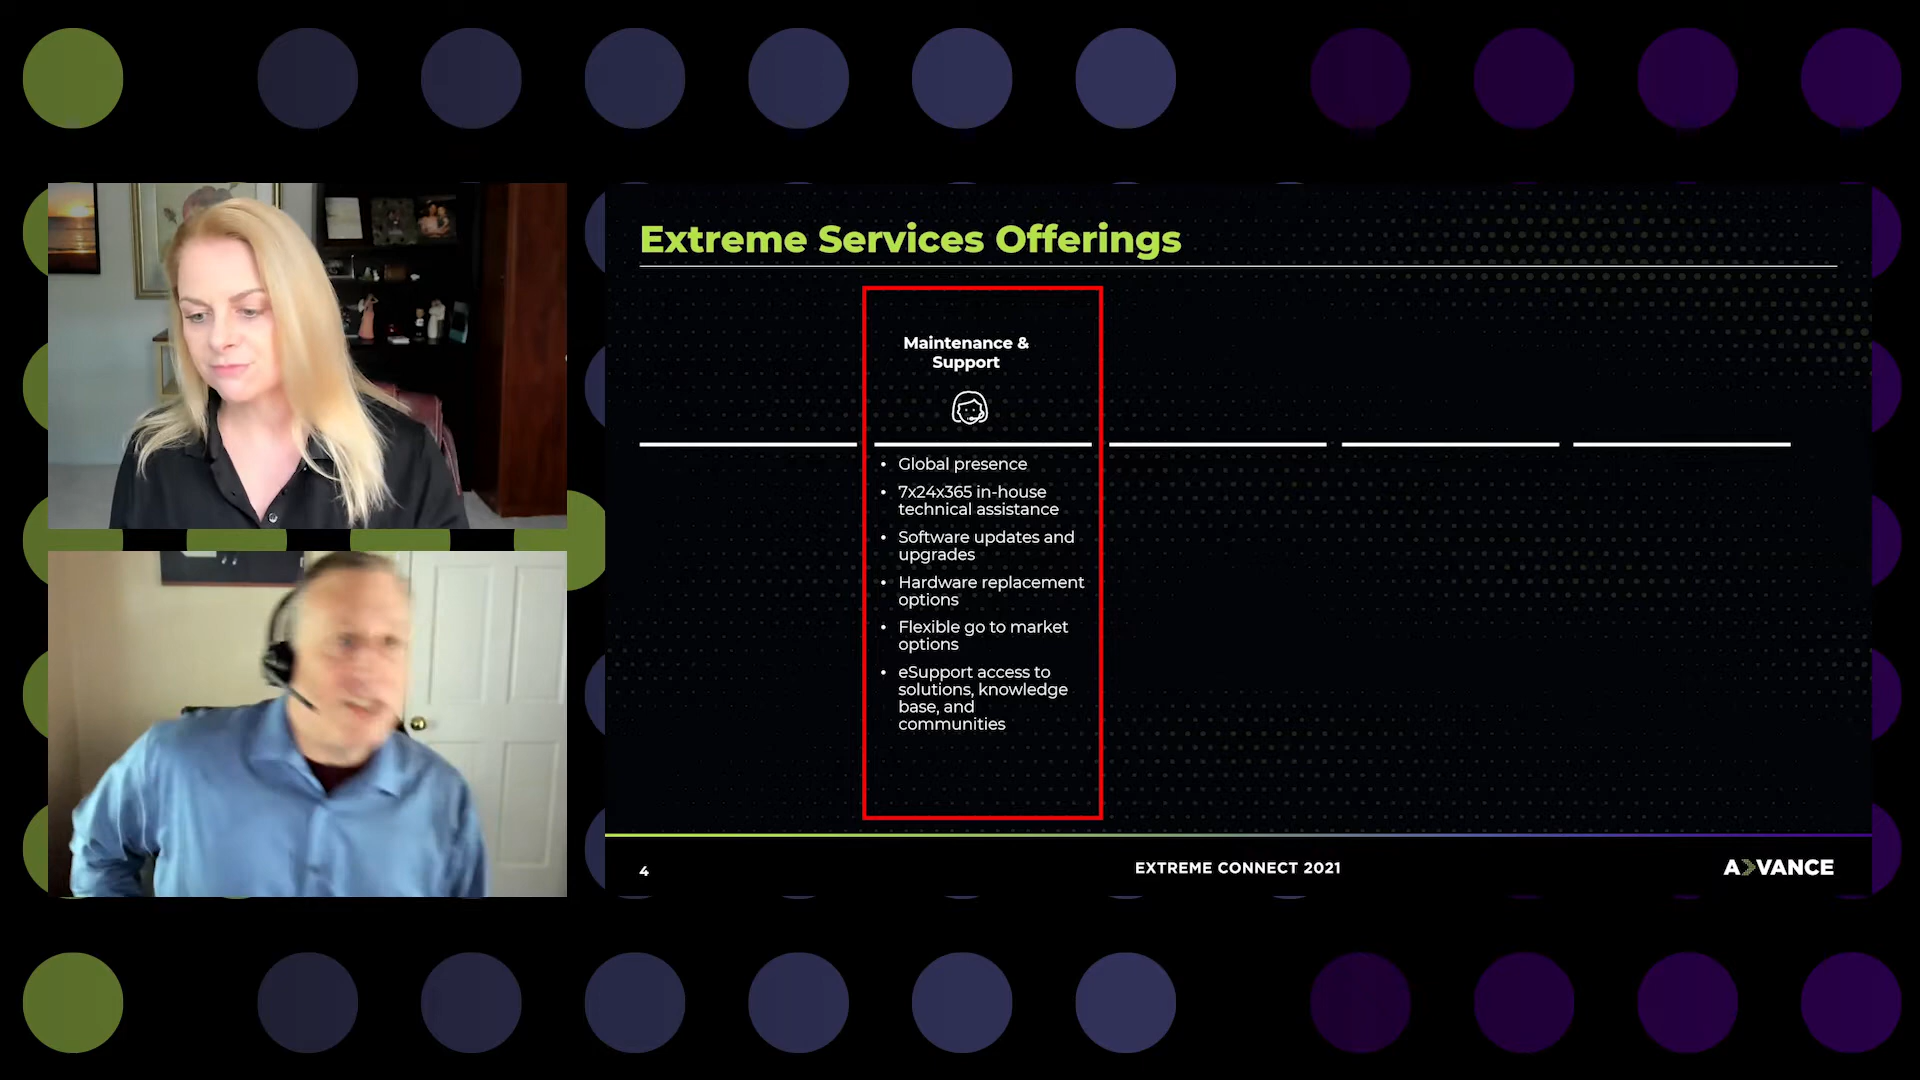 Extreme Services Offerings
Maintenance &
Support
• Global presence
• 7x24x365 in-house
technical assistance
• Software updates and
upgrades
• Hardware replacement
options
• Flexible go to market
options
• eSupport access to
solutions, knowledge
base, and
communities
4
EXTREME CONNECT 2021
ADVANCE